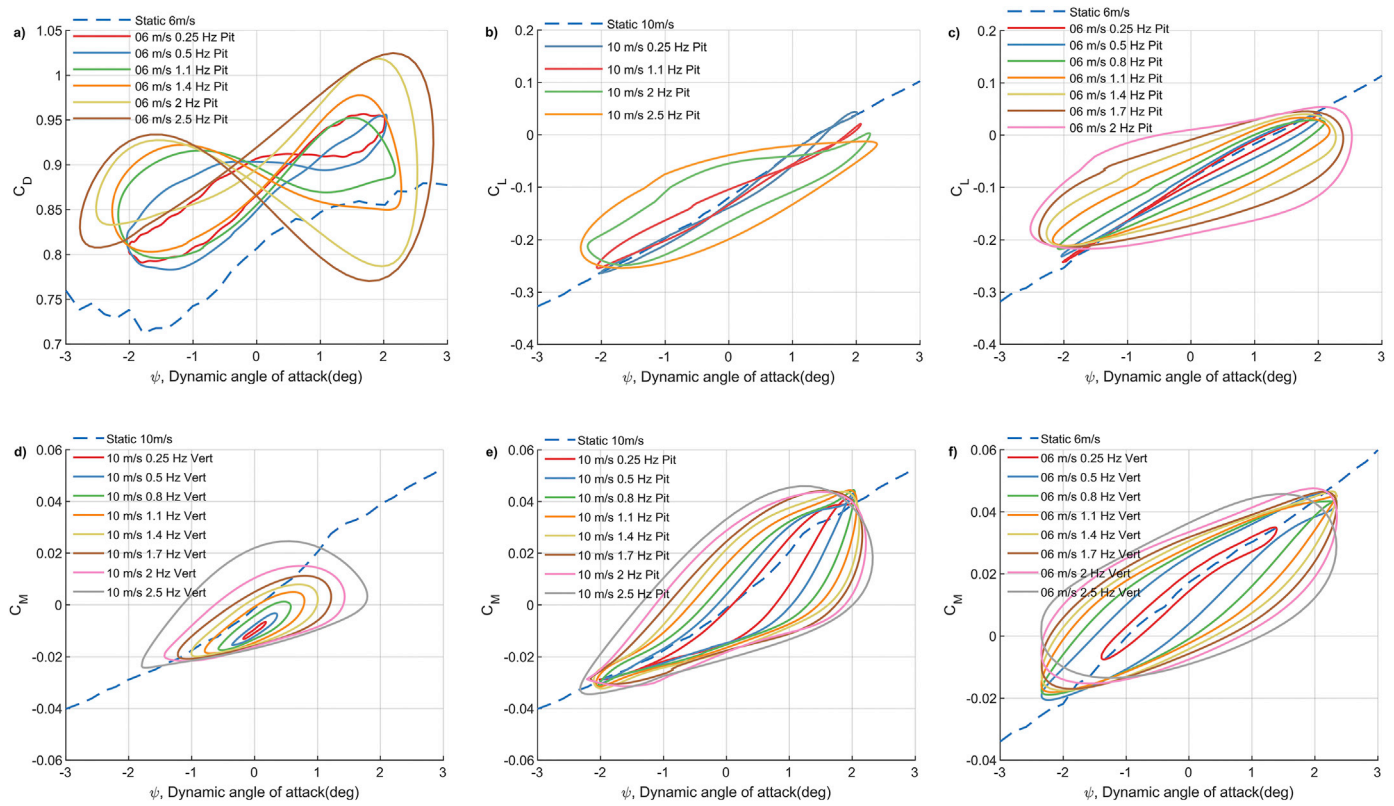 a)
Static 6m/s
06 m/s 0.25 Hz Pit
06 m/s 0.5 Hz Pit
06 m/s 1.1 Hz Pit
06 m/s 1.4 Hz Pit
06 m/s 2 Hz Pit
06 m/s 2.5 Hz Pit
1.05
1
0.95
0.9
0.85
0.8
0.75
0.7
C_D
-3 -2 -1 0 1 2 3
ψ, Dynamic angle of attack(deg)
b)
Static 10m/s
10 m/s 0.25 Hz Pit
10 m/s 1.1 Hz Pit
10 m/s 2 Hz Pit
10 m/s 2.5 Hz Pit
0.2
0.1
0
-0.1
-0.2
-0.3
-0.4
C_L
-3 -2 -1 0 1 2 3
ψ, Dynamic angle of attack(deg)
c)
Static 6m/s
06 m/s 0.25 Hz Pit
06 m/s 0.5 Hz Pit
06 m/s 0.8 Hz Pit
06 m/s 1.1 Hz Pit
06 m/s 1.4 Hz Pit
06 m/s 1.7 Hz Pit
06 m/s 2 Hz Pit
0.2
0.1
0
-0.1
-0.2
-0.3
-0.4
C_L
-3 -2 -1 0 1 2 3
ψ, Dynamic angle of attack(deg)
d)
Static 10m/s
10 m/s 0.25 Hz Vert
10 m/s 0.5 Hz Vert
10 m/s 0.8 Hz Vert
10 m/s 1.1 Hz Vert
10 m/s 1.4 Hz Vert
10 m/s 1.7 Hz Vert
10 m/s 2 Hz Vert
10 m/s 2.5 Hz Vert
0.06
0.04
0.02
0
-0.02
-0.04
-0.06
C_M
-3 -2 -1 0 1 2 3
ψ, Dynamic angle of attack(deg)
e)
Static 10m/s
10 m/s 0.25 Hz Pit
10 m/s 0.5 Hz Pit
10 m/s 0.8 Hz Pit
10 m/s 1.1 Hz Pit
10 m/s 1.4 Hz Pit
10 m/s 1.7 Hz Pit
10 m/s 2 Hz Pit
10 m/s 2.5 Hz Pit
0.06
0.04
0.02
0
-0.02
-0.04
-0.06
C_M
-3 -2 -1 0 1 2 3
ψ, Dynamic angle of attack(deg)
f)
Static 6m/s
06 m/s 0.25 Hz Vert
06 m/s 0.5 Hz Vert
06 m/s 0.8 Hz Vert
06 m/s 1.1 Hz Vert
06 m/s 1.4 Hz Vert
06 m/s 1.7 Hz Vert
06 m/s 2 Hz Vert
06 m/s 2.5 Hz Vert
0.06
0.04
0.02
0
-0.02
-0.04
C_M
-3 -2 -1 0 1 2 3
ψ, Dynamic angle of attack(deg)